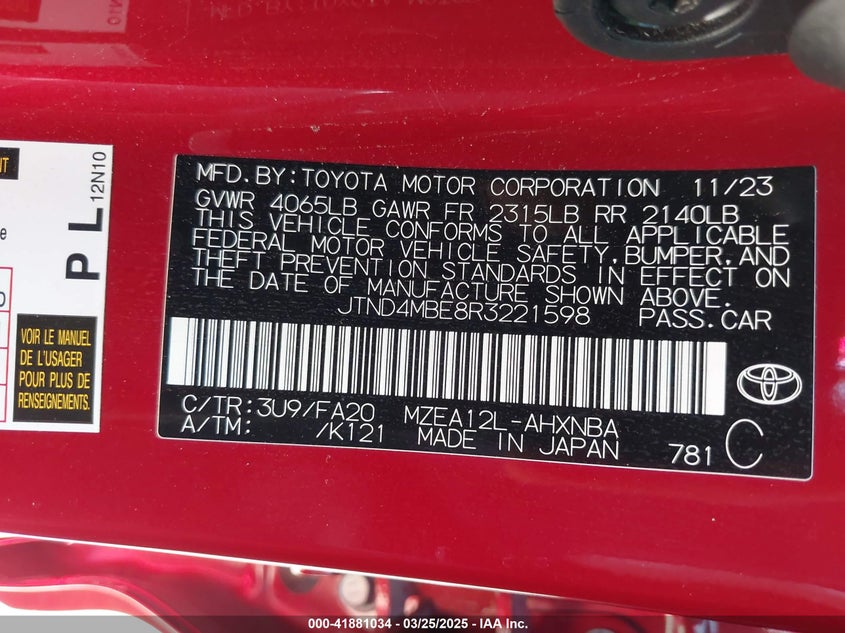 MFD.BY:TOYOTA MOTOR CORPORATION 11/23
GVWR 4065LB GAWR FR 2315LB RR 2140LB
THIS VEHICLE CONFORMS TO ALL APPLICABLE
FEDERAL MOTOR VEHICLE SAFETY,BUMPER,AND
THEFT PREVENTION STANDARDS IN EFFECT ON
THE DATE OF MANUFACTURE SHOWN ABOVE.
JTND4MBE8R3221598 PASS.CAR
C/TR:3U9/FA20 MZEA12L-AHXNBA
A/TM: /K121 MADE IN JAPAN 781 C
P L
12N10
VOIR LE MANUEL
DE L'USAGER
POUR PLUS DE
RENSEIGNEMENTS.
000-41881034 - 03/25/2025 - IAA Inc.